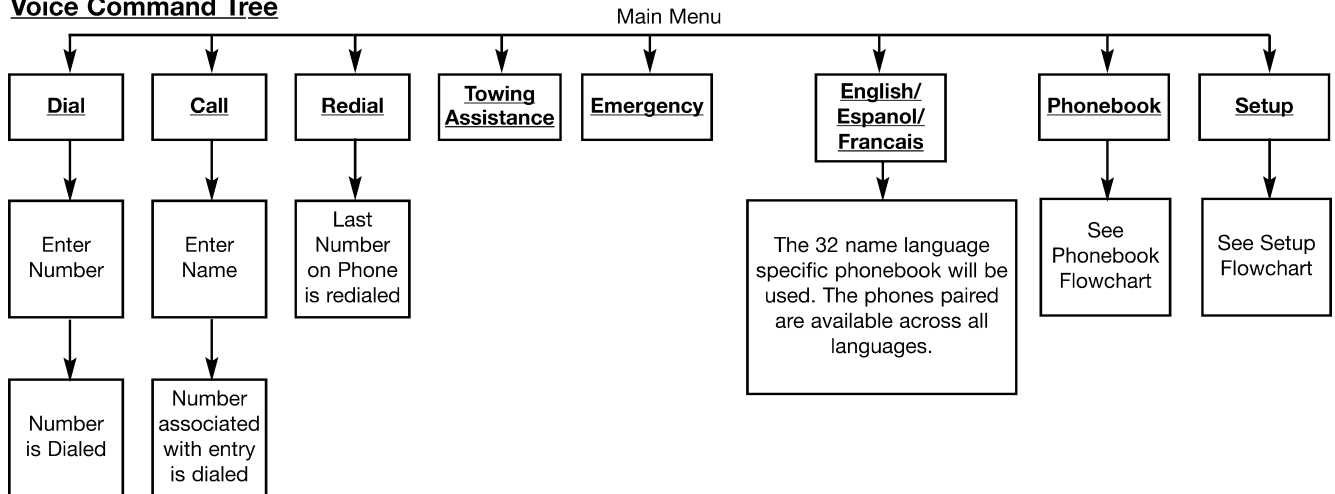 Voice Command Tree
Main Menu
Dial
Call
Redial
Towing
Assistance
Emergency
English/
Espanol/
Francais
Phonebook
Setup
Enter
Number
Enter
Name
Last
Number
on Phone
is redialed
The 32 name language
specific phonebook will be
used. The phones paired
are available across all
languages.
See
Phonebook
Flowchart
See Setup
Flowchart
Number
is Dialed
Number
associated
with entry
is dialed